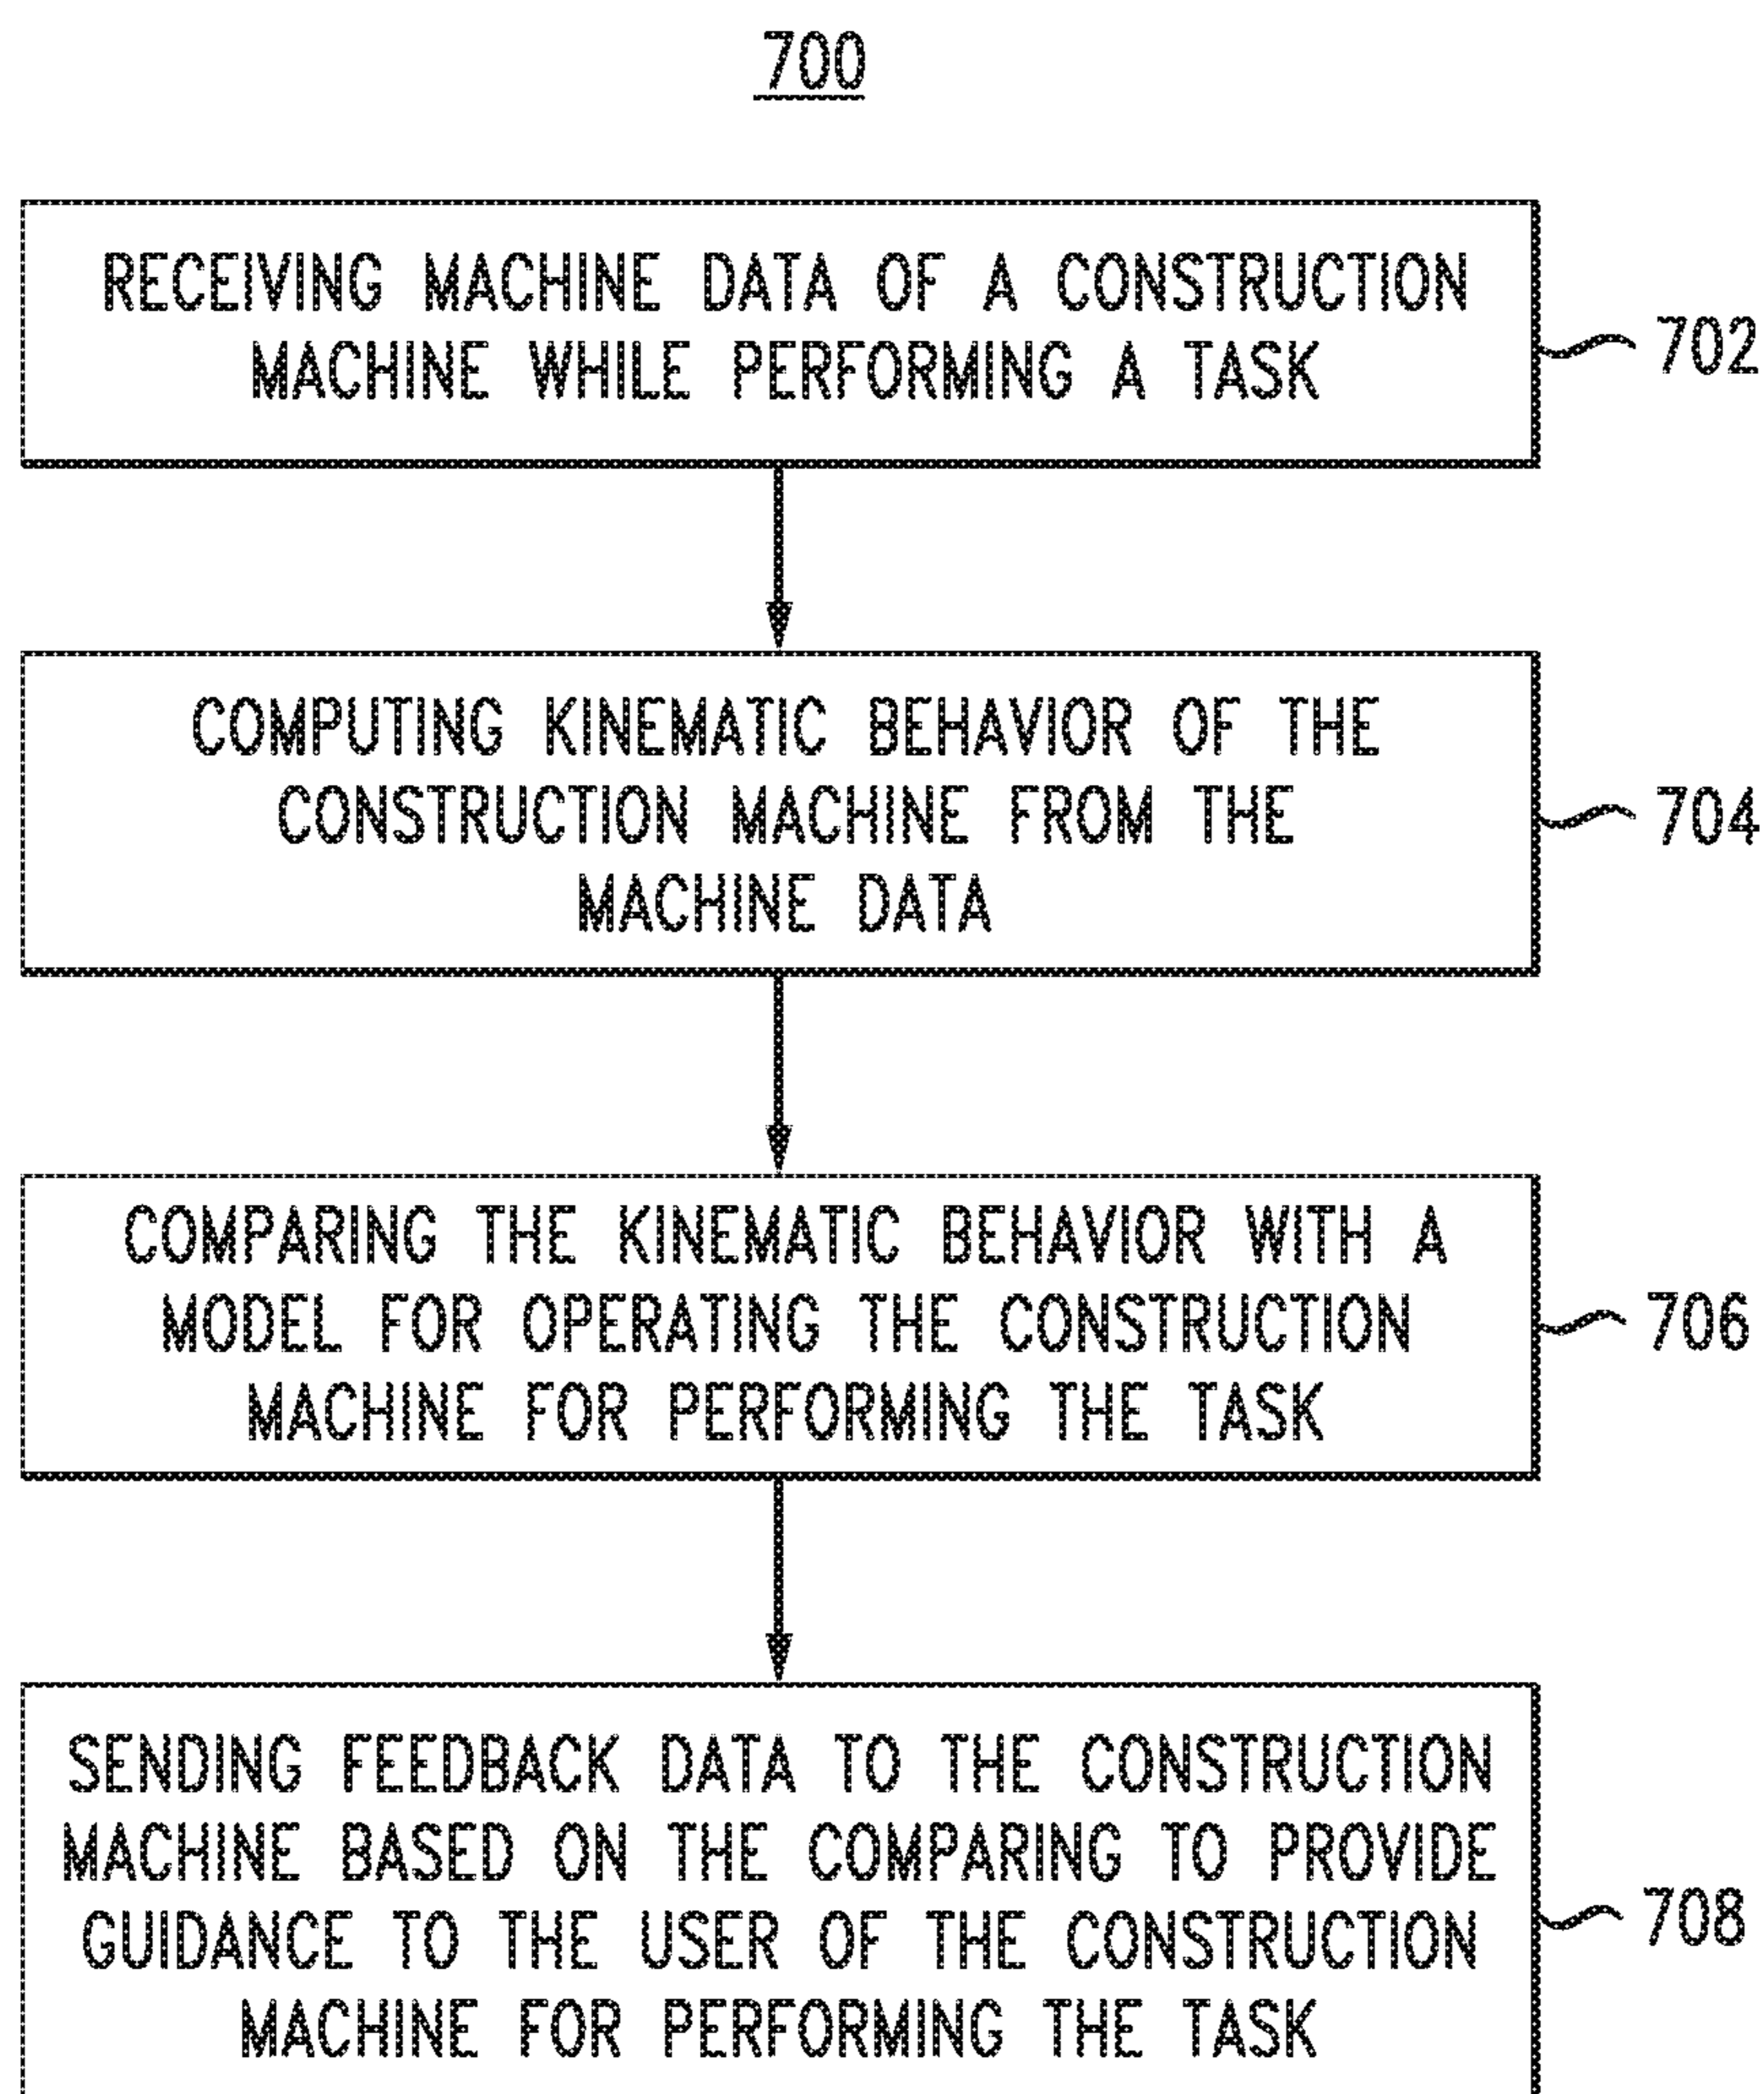 700
RECEIVING MACHINE DATA OF A CONSTRUCTION
MACHINE WHILE PERFORMING A TASK
702
COMPUTING KINEMATIC BEHAVIOR OF THE
CONSTRUCTION MACHINE FROM THE
MACHINE DATA
704
COMPARING THE KINEMATIC BEHAVIOR WITH A
MODEL FOR OPERATING THE CONSTRUCTION
MACHINE FOR PERFORMING THE TASK
706
SENDING FEEDBACK DATA TO THE CONSTRUCTION
MACHINE BASED ON THE COMPARING TO PROVIDE
GUIDANCE TO THE USER OF THE CONSTRUCTION
MACHINE FOR PERFORMING THE TASK
708